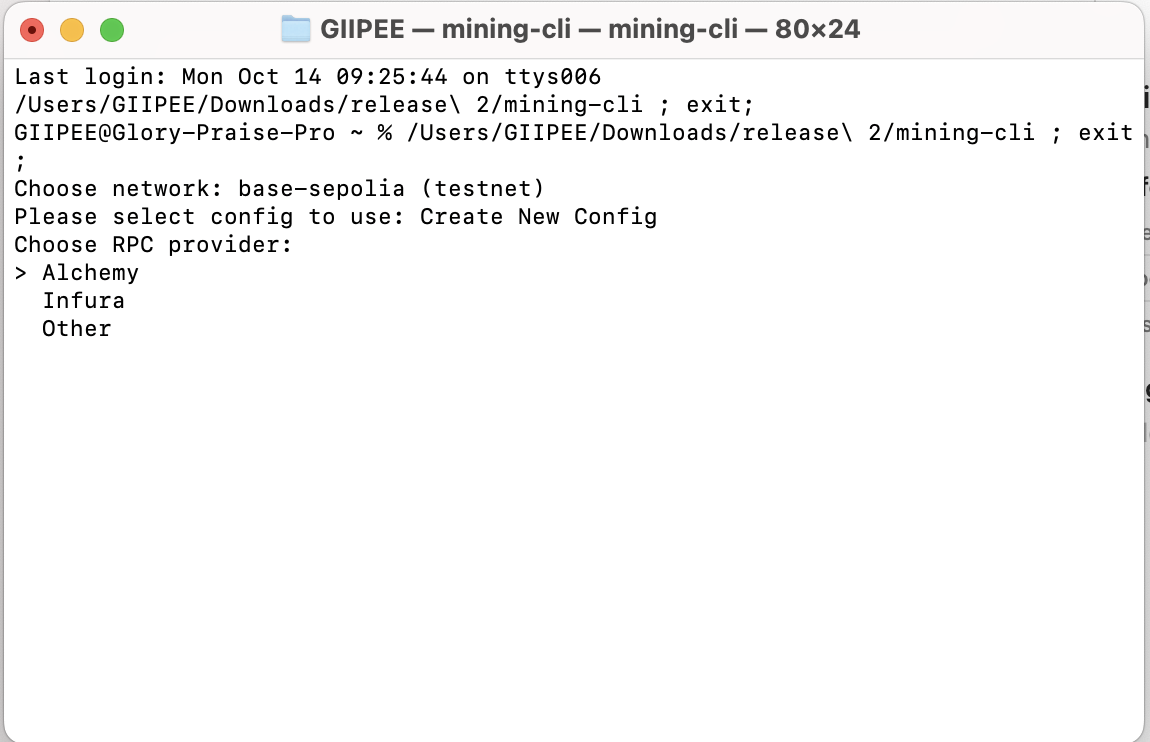 GIIPEE — mining-cli — mining-cli — 80×24
Last login: Mon Oct 14 09:25:44 on ttys006
/Users/GIIPEE/Downloads/release\ 2/mining-cli ; exit;
GIIPEE@Glory-Praise-Pro ~ % /Users/GIIPEE/Downloads/release\ 2/mining-cli ; exit
;
Choose network: base-sepolia (testnet)
Please select config to use: Create New Config
Choose RPC provider:
> Alchemy
Infura
Other